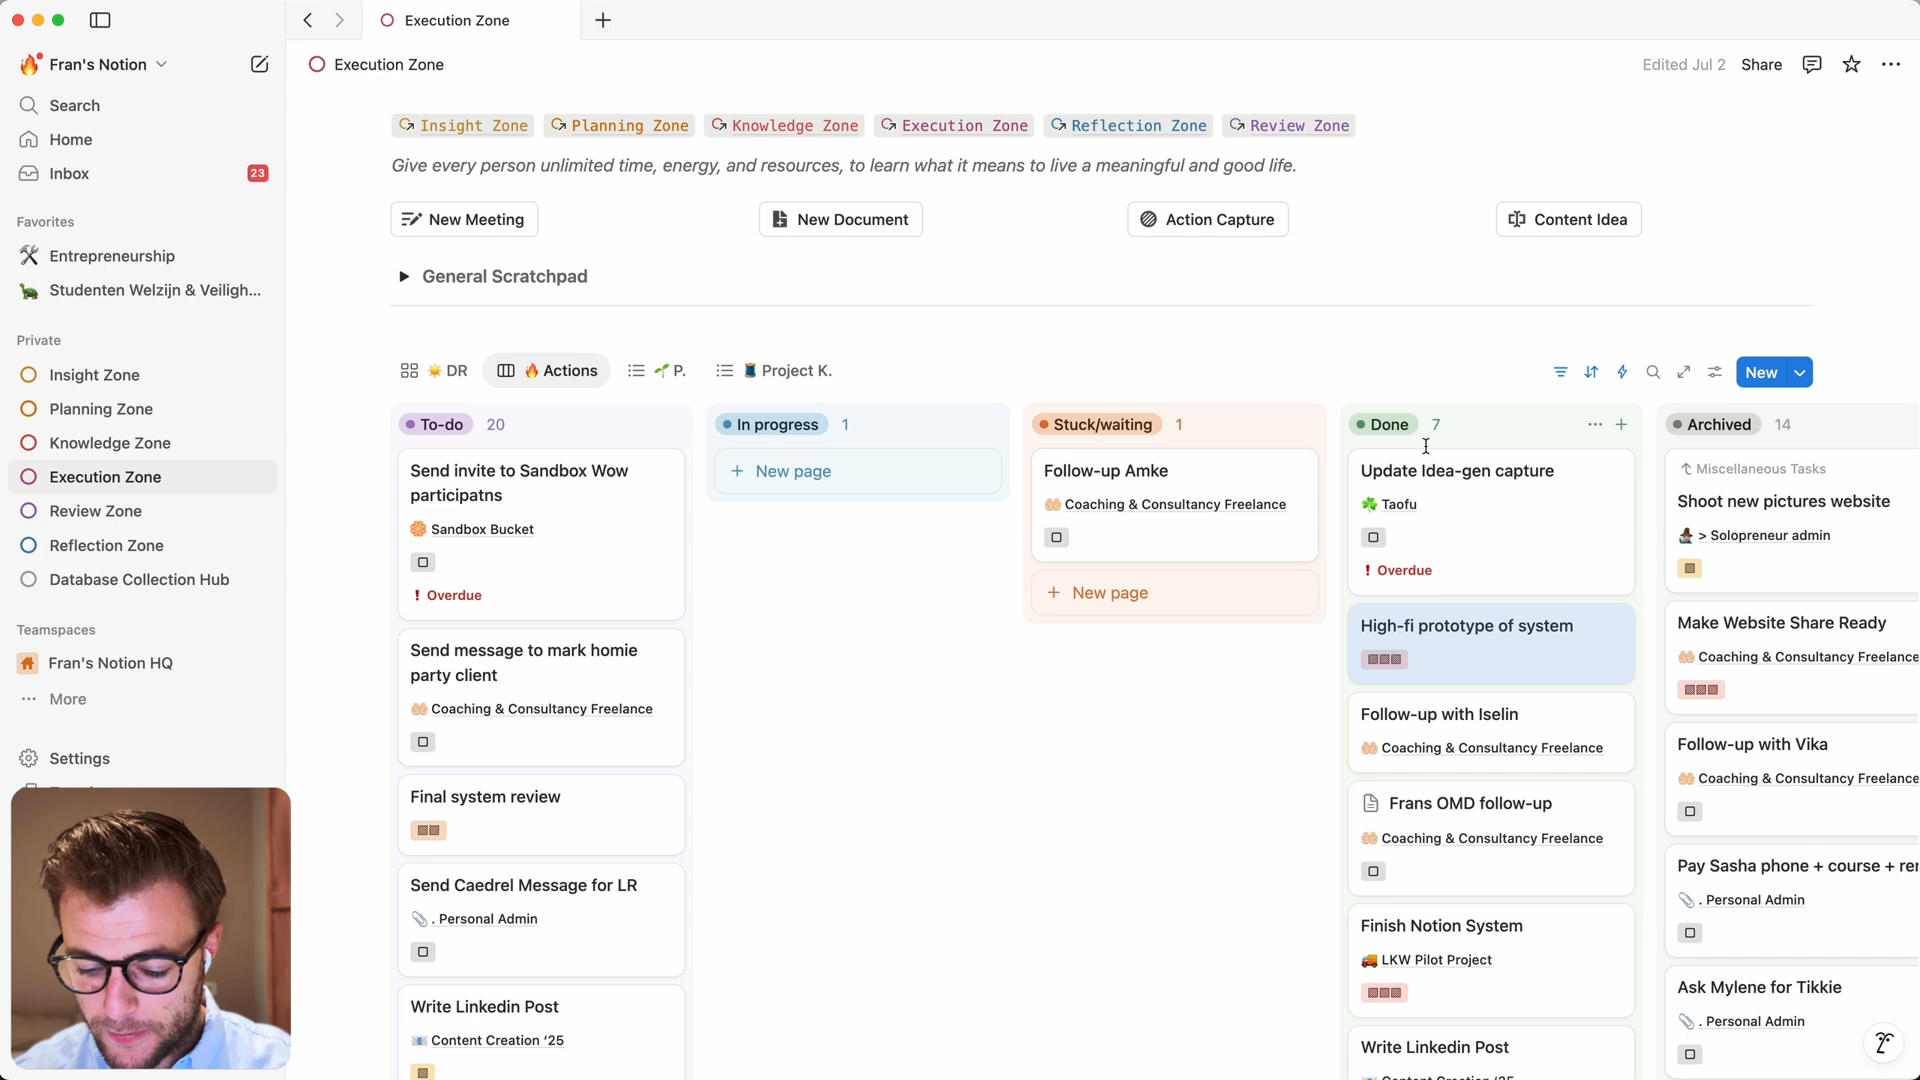 Execution Zone
Fran's Notion
Execution Zone
Edited Jul 2
Share
Search
Home
Inbox
23
Favorites
Entrepreneurship
Studenten Welzijn & Veiligh...
Private
Insight Zone
Planning Zone
Knowledge Zone
Execution Zone
Review Zone
Reflection Zone
Database Collection Hub
Teamspaces
Fran's Notion HQ
More
Settings
Insight Zone
Planning Zone
Knowledge Zone
Execution Zone
Reflection Zone
Review Zone
Give every person unlimited time, energy, and resources, to learn what it means to live a meaningful and good life.
New Meeting
New Document
Action Capture
Content Idea
General Scratchpad
DR
Actions
P.
Project K.
New
To-do 20
Send invite to Sandbox Wow
participatns
Sandbox Bucket
! Overdue
Send message to mark homie
party client
Coaching & Consultancy Freelance
Final system review
Send Caedrel Message for LR
. Personal Admin
Write Linkedin Post
Content Creation '25
In progress 1
+ New page
Stuck/waiting 1
Follow-up Amke
Coaching & Consultancy Freelance
+ New page
Done 7
Update Idea-gen capture
Taofu
! Overdue
High-fi prototype of system
Follow-up with Iselin
Coaching & Consultancy Freelance
Frans OMD follow-up
Coaching & Consultancy Freelance
Finish Notion System
LKW Pilot Project
Write Linkedin Post
Archived 14
Miscellaneous Tasks
Shoot new pictures website
> Solopreneur admin
Make Website Share Ready
Coaching & Consultancy Freelance
Follow-up with Vika
Coaching & Consultancy Freelance
Pay Sasha phone + course +
. Personal Admin
Ask Mylene for Tikkie
. Personal Admin